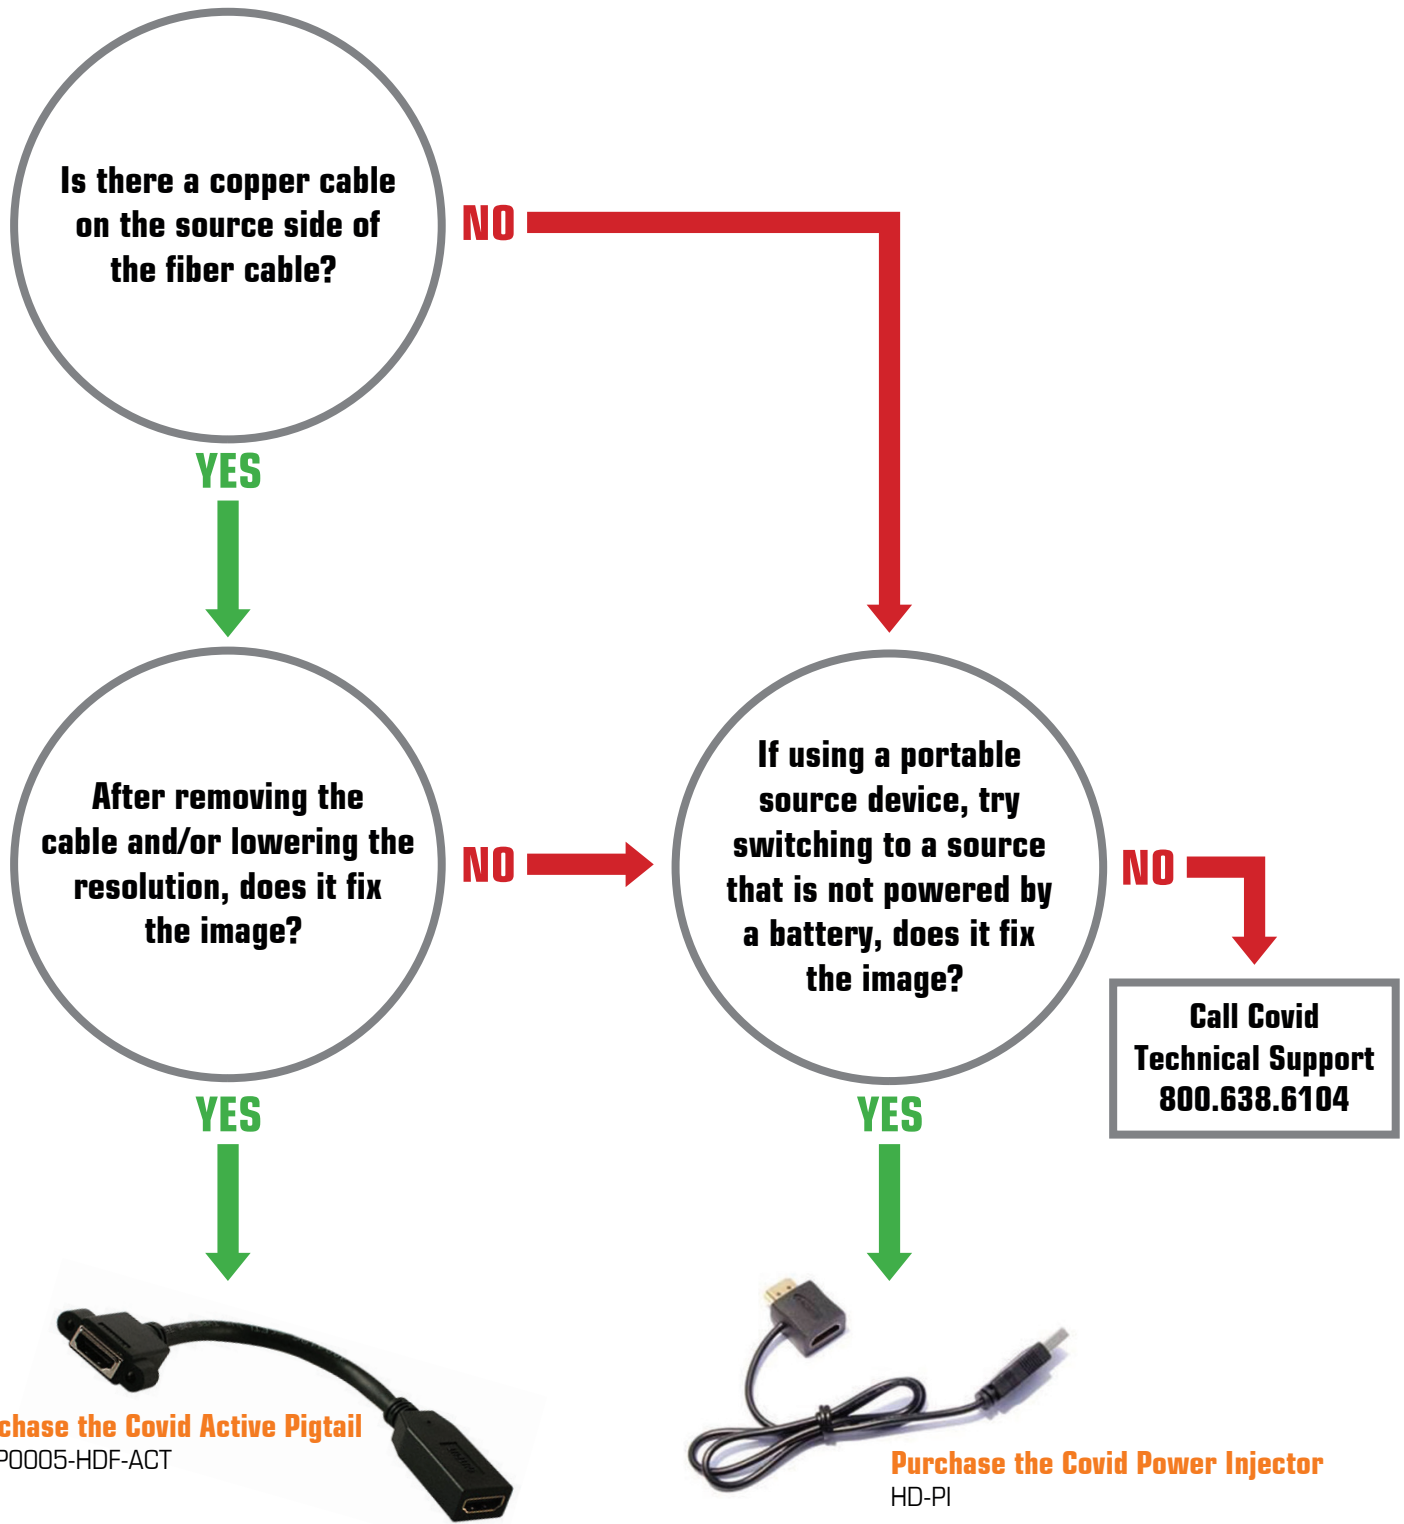 Is there a copper cable
on the source side of
the fiber cable?
NO
YES
After removing the
cable and/or lowering the
resolution, does it fix
the image?
NO
If using a portable
source device, try
switching to a source
that is not powered by
a battery, does it fix
the image?
NO
Call Covid
Technical Support
800.638.6104
YES
YES
chase the Covid Active Pigtail
P0005-HDF-ACT
Purchase the Covid Power Injector
HD-PI